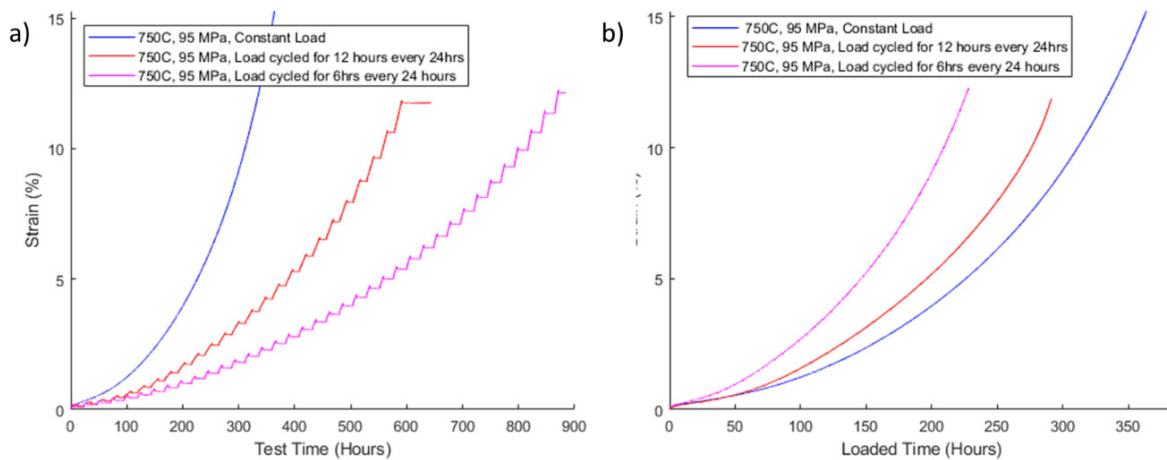 a)
750C, 95 MPa, Constant Load
750C, 95 MPa, Load cycled for 12 hours every 24hrs
750C, 95 MPa, Load cycled for 6hrs every 24 hours
15
10
5
0
Strain (%)
0 100 200 300 400 500 600 700 800 900
Test Time (Hours)
b)
750C, 95 MPa, Constant Load
750C, 95 MPa, Load cycled for 12 hours every 24hrs
750C, 95 MPa, Load cycled for 6hrs every 24 hours
15
10
5
0
0 50 100 150 200 250 300 350
Loaded Time (Hours)